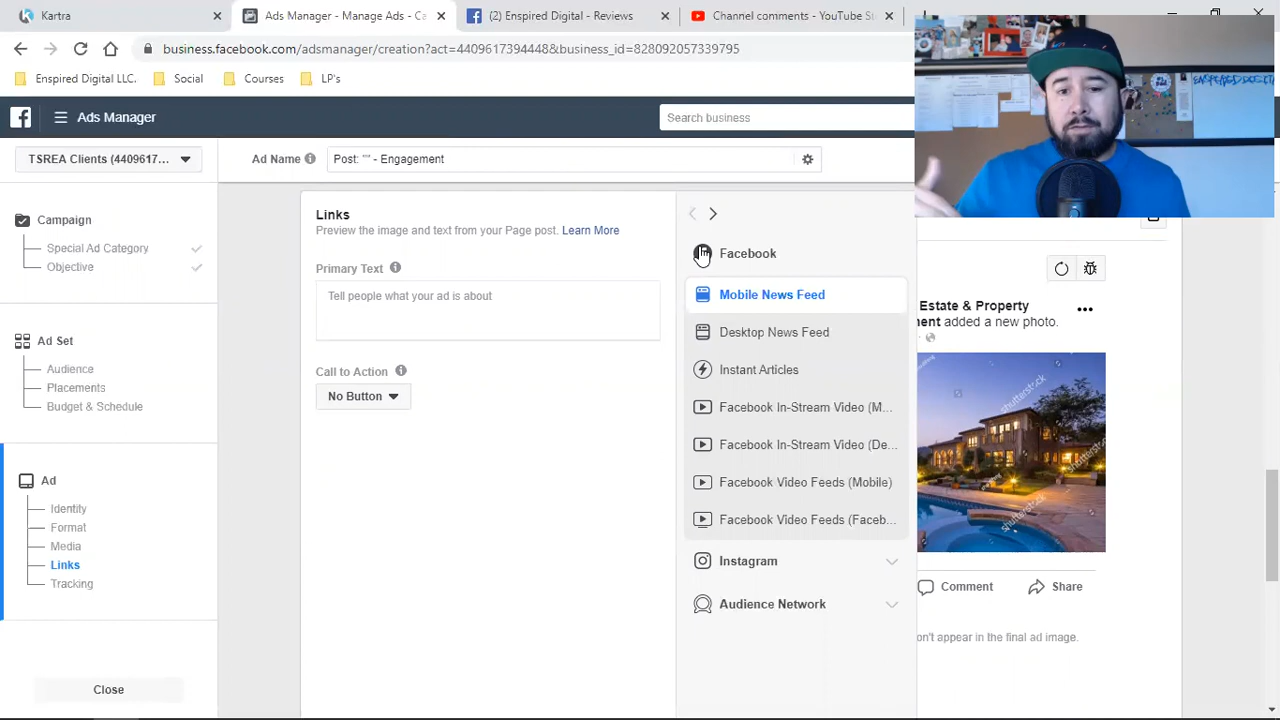 Kartra
Ads Manager - Manage Ads - Ca
(2) Enspired Digital - Reviews
Channel comments - YouTube St
business.facebook.com/adsmanager/creation?act=4409617394448&business_id=828092057339795
Enspired Digital LLC.
Social
Courses
LP's
Ads Manager
Search business
TSREA Clients (4409617...
Ad Name
Post: "" - Engagement
Campaign
Special Ad Category
Objective
Ad Set
Audience
Placements
Budget & Schedule
Ad
Identity
Format
Media
Links
Tracking
Close
Links
Preview the image and text from your Page post. Learn More
Primary Text
Tell people what your ad is about
Call to Action
No Button
Facebook
Mobile News Feed
Desktop News Feed
Instant Articles
Facebook In-Stream Video (M...
Facebook In-Stream Video (De...
Facebook Video Feeds (Mobile)
Facebook Video Feeds (Faceb...
Instagram
Audience Network
Estate & Property
ment added a new photo.
shutterstock
shutterstock
shutterstock
Comment
Share
on't appear in the final ad image.